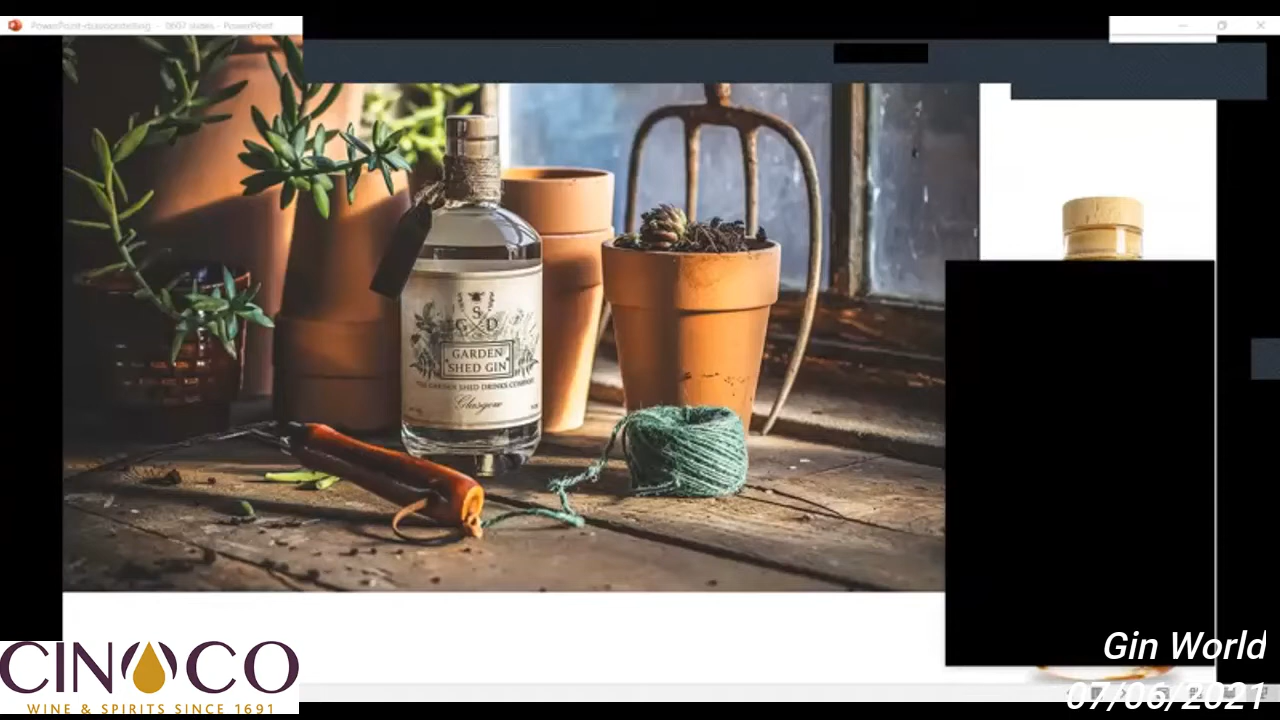 PowerPoint
S
G D
GARDEN
SHED GIN
THE GARDEN SHED DRINKS COMPANY
Glasgow
CINOCO
WINE & SPIRITS SINCE 1691
Gin World
07/06/2021